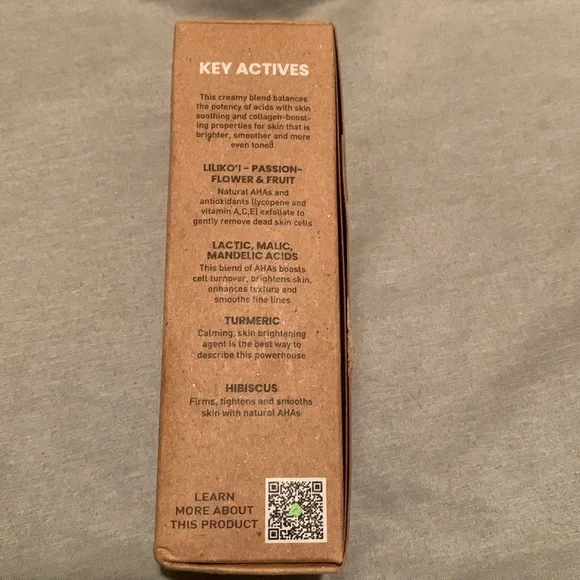 KEY ACTIVES
This creamy blend balances
the potency of acids with skin
soothing and collagen-boost-
ing properties for skin that is
brighter, smoother and more
even toned.
LILIKO'I - PASSION-
FLOWER & FRUIT
Natural AHAs and
antioxidants [lycopene and
vitamin A,C,E] exfoliate to
gently remove dead skin cells
LACTIC, MALIC,
MANDELIC ACIDS
This blend of AHAs boosts
cell turnover, brightens skin,
enhances texture and
smooths fine lines
TURMERIC
Calming, skin brightening
agent is the best way to
describe this powerhouse
HIBISCUS
Firms, tightens and smooths
skin with natural AHAs
LEARN
MORE ABOUT
THIS PRODUCT